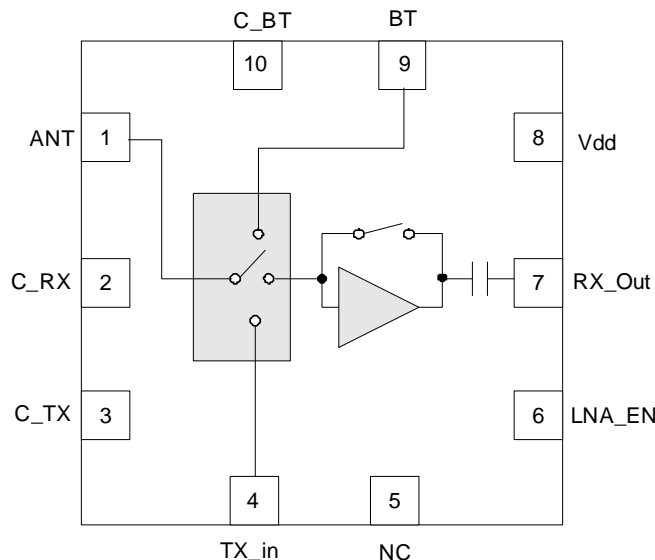 C_BT
BT
10
9
ANT
1
8
Vdd
C_RX
2
7
RX_Out
C_TX
3
6
LNA_EN
4
5
TX_in
NC